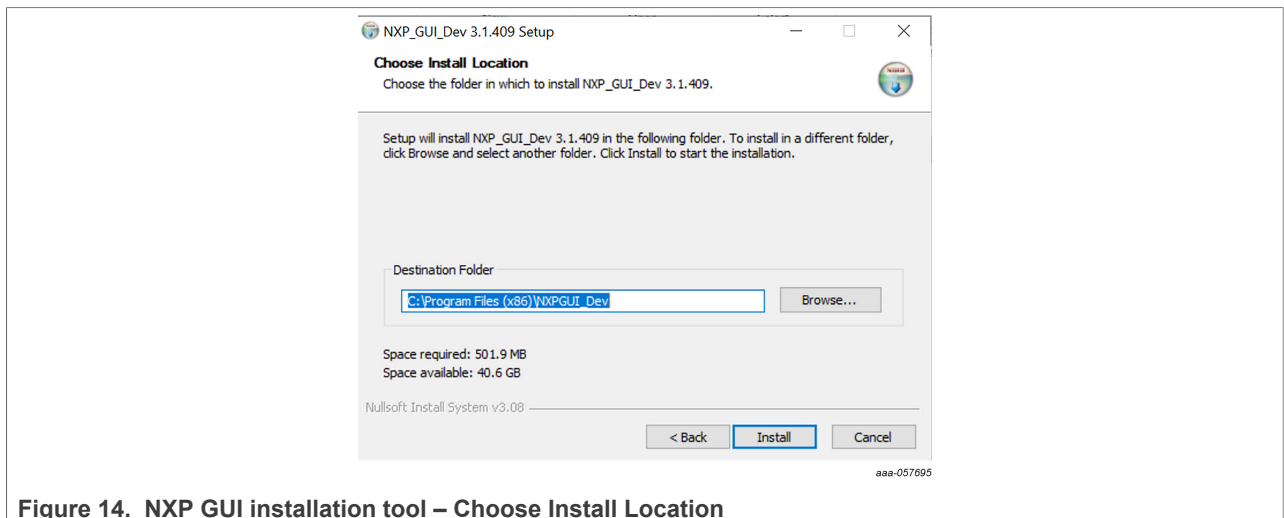 NXP_GUI_Dev 3.1.409 Setup
Choose Install Location
Choose the folder in which to install NXP_GUI_Dev 3.1.409.
Setup will install NXP_GUI_Dev 3.1.409 in the following folder. To install in a different folder,
click Browse and select another folder. Click Install to start the installation.
Destination Folder
C:\Program Files (x86)\NXPGUI_Dev
Browse...
Space required: 501.9 MB
Space available: 40.6 GB
Nullsoft Install System v3.08
< Back
Install
Cancel
aaa-057695
Figure 14. NXP GUI installation tool – Choose Install Location